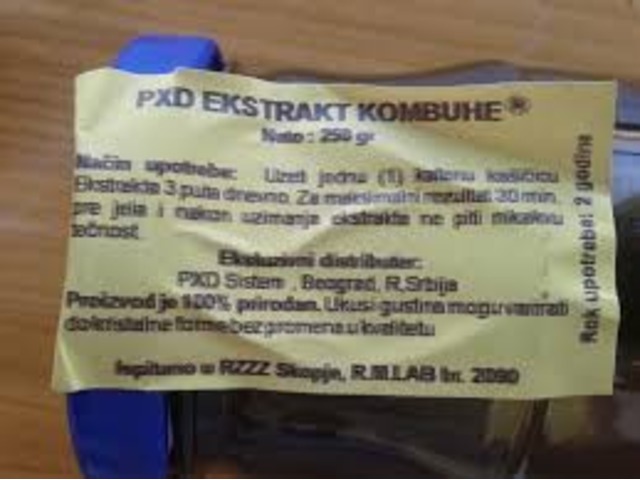 PXD EKSTRAKT KOMBUHE®
Neto : 250 gr
Način upotrebe: Uzeti jednu (1) kafenu kašičicu
Ekstrakta 3 puta dnevno. Za maksimalni rezultat 30 min.
pre jela i nakon uzimanja ekstrakta ne piti nikakvu
tečnost.
Ekskluzivni distributer:
PXD Sistem , Beograd, R.Srbija
Proizvod je 100% prirodan. Ukus i gustina mogu varirati
do kristalne forme bez promena u kvalitetu
Ispitano u RZZZ Skopje, R.M.LAB br. 2090
Rok upotrebe: 2 godine